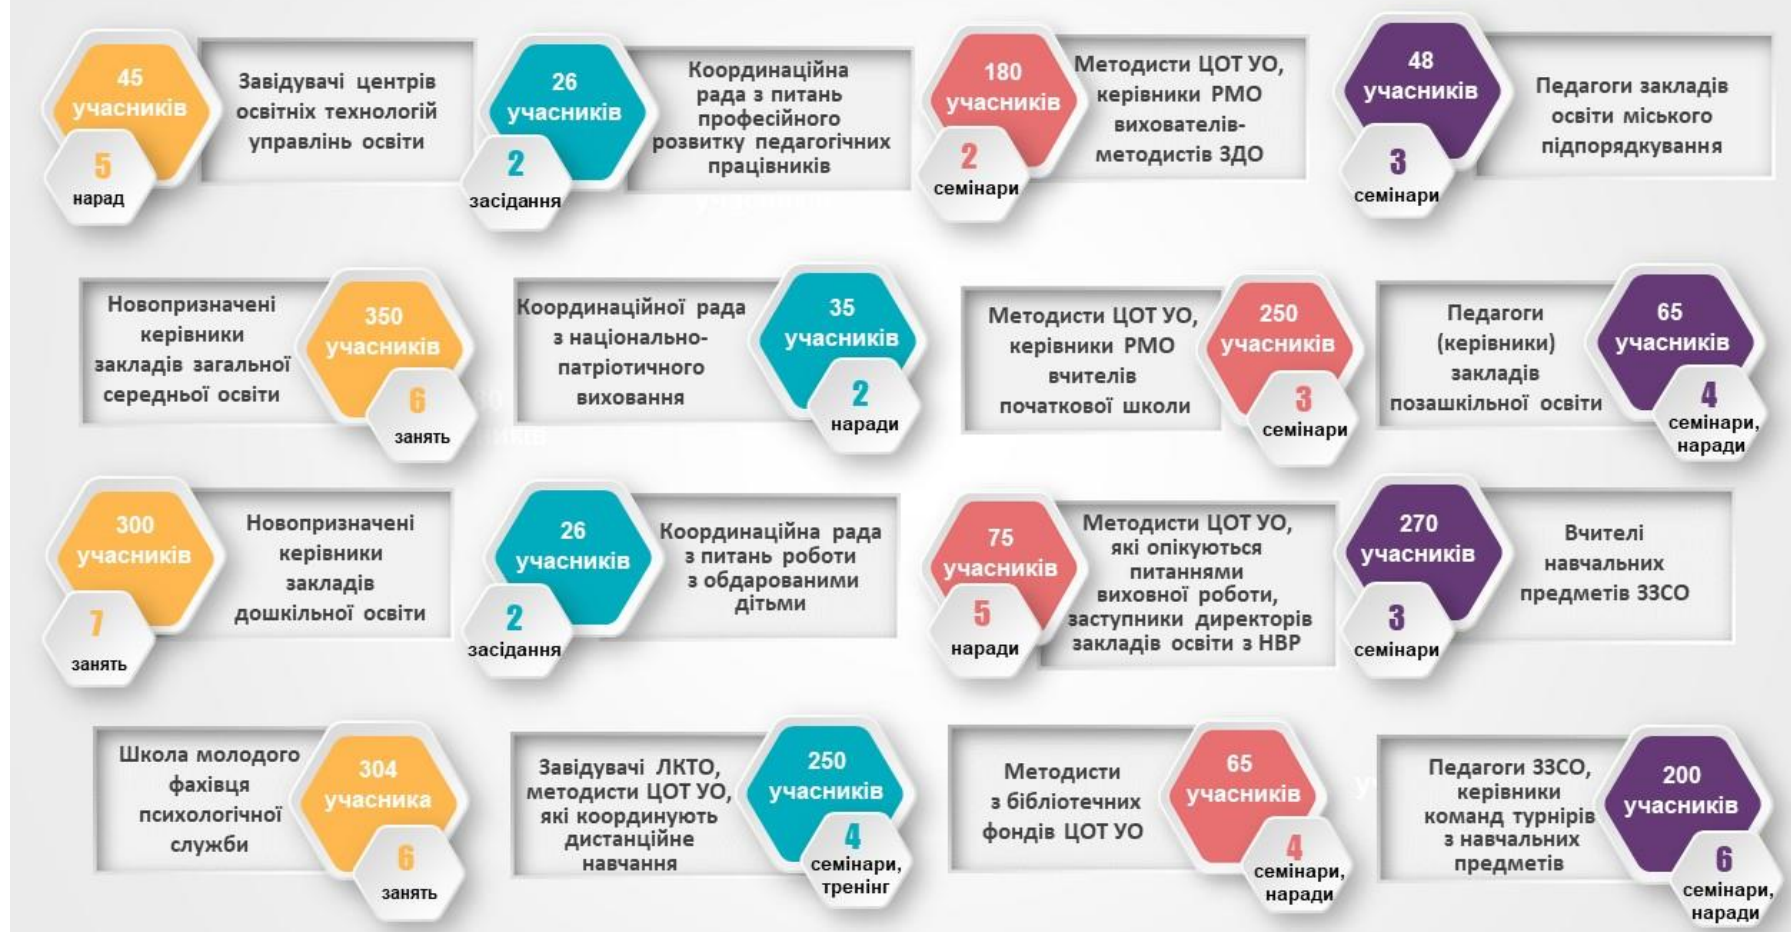 45
учасників
5
нарад
Завідувачі центрів
освітніх технологій
управлінь освіти
26
учасників
2
засідання
Координаційна
рада з питань
професійного
розвитку педагогічних
працівників
180
учасників
2
семінари
Методисти ЦОТ УО,
керівники РМО
вихователів-
методистів ЗДО
48
учасників
3
семінари
Педагоги закладів
освіти міського
підпорядкування
Новопризначені
керівники
закладів загальної
середньої освіти
350
учасників
6
занять
Координаційної рада
з національно-
патріотичного
виховання
35
учасників
2
наради
Методисти ЦОТ УО,
керівники РМО
вчителів
початкової школи
250
учасників
3
семінари
Педагоги
(керівники)
закладів
позашкільної освіти
65
учасників
4
семінари,
наради
300
учасників
7
занять
Новопризначені
керівники
закладів
дошкільної освіти
26
учасників
2
засідання
Координаційна рада
з питань роботи
з обдарованими
дітьми
75
учасників
5
наради
Методисти ЦОТ УО,
які опікуються
питаннями
виховної роботи,
заступники директорів
закладів освіти з НВР
270
учасників
3
семінари
Вчителі
навчальних
предметів ЗЗСО
Школа молодого
фахівця
психологічної
служби
304
учасника
6
занять
Завідувачі ЛКТО,
методисти ЦОТ УО,
які координують
дистанційне
навчання
250
учасників
4
семінари,
тренінг
Методисти
з бібліотечних
фондів ЦОТ УО
65
учасників
4
семінари,
наради
Педагоги ЗЗСО,
керівники
команд турнірів
з навчальних
предметів
200
учасників
6
семінари,
наради